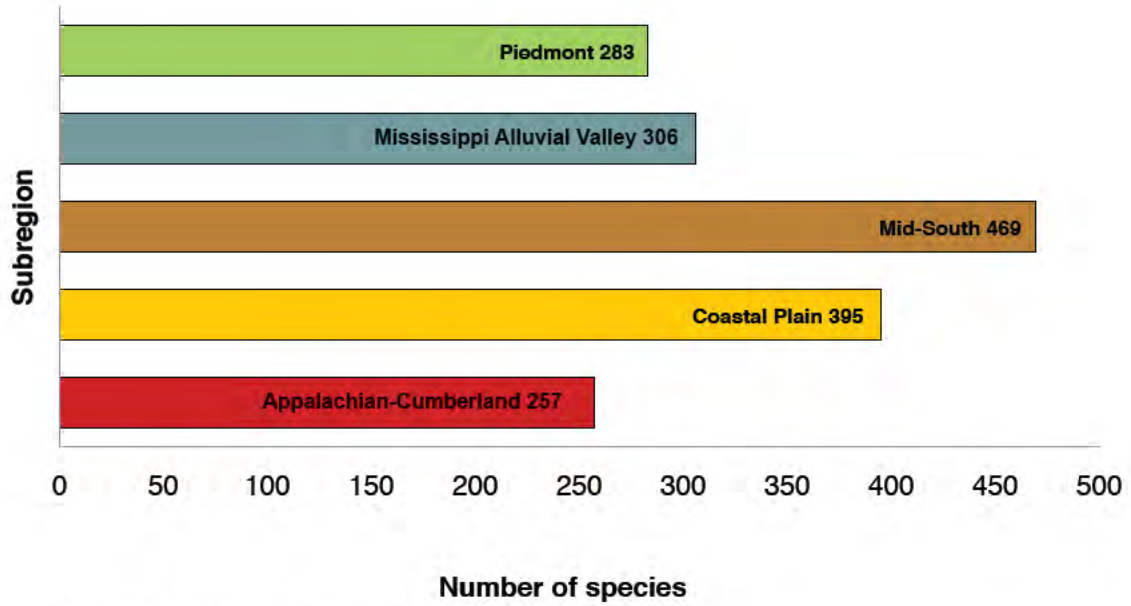 Piedmont 283
Mississippi Alluvial Valley 306
Mid-South 469
Coastal Plain 395
Appalachian-Cumberland 257
Subregion
0 50 100 150 200 250 300 350 400 450 500
Number of species